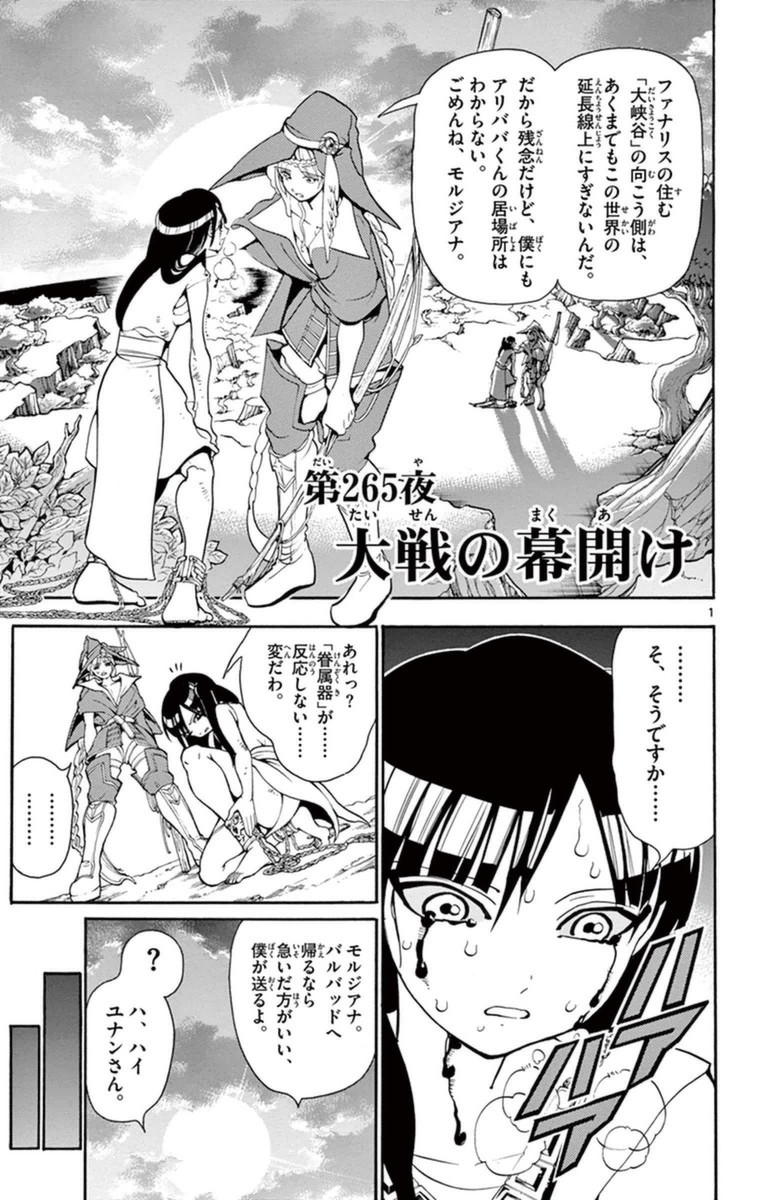 ファナリスの住む
「大峡谷」の向こう側は、
あくまでもこの世界の
延長線上にすぎないんだ。
だから残念だけど、僕にも
アリババくんの居場所は
わからない。
ごめんね、モルジアナ。
第265夜
大戦の幕開け
1
………
そ、そうですか……
ハァ
ハァ
あれっ?
「眷属器」が
反応しない……
変だわ。
………
モルジアナ。
バルバッドへ
帰るなら
急いだ方がいい、
僕が送るよ。
?
ハ、ハイ
ユナンさん。